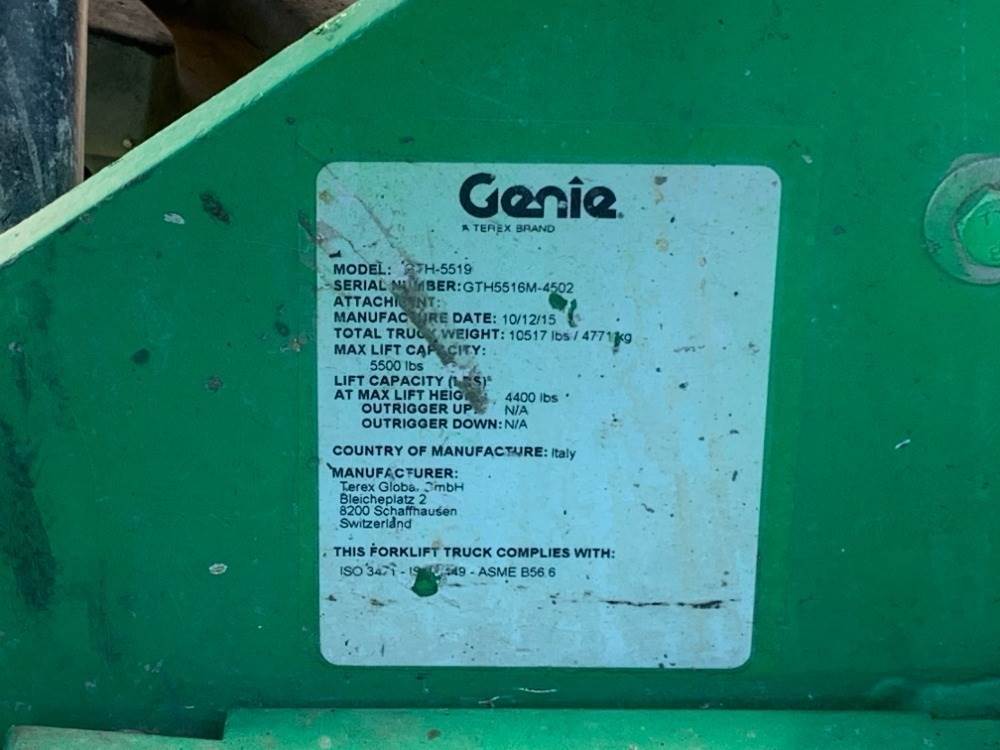 Genie
A TEREX BRAND
MODEL: GTH-5519
SERIAL NUMBER: GTH5516M-4502
ATTACHMENT:
MANUFACTURE DATE: 10/12/15
TOTAL TRUCK WEIGHT: 10517 lbs / 4771 kg
MAX LIFT CAPACITY:
5500 lbs
LIFT CAPACITY (LBS)
AT MAX LIFT HEIGHT 4400 lbs
OUTRIGGER UP: N/A
OUTRIGGER DOWN: N/A
COUNTRY OF MANUFACTURE: Italy
MANUFACTURER:
Terex Global GmbH
Bleicheplatz 2
8200 Schaffhausen
Switzerland
THIS FORKLIFT TRUCK COMPLIES WITH:
ISO - - ASME B56.6